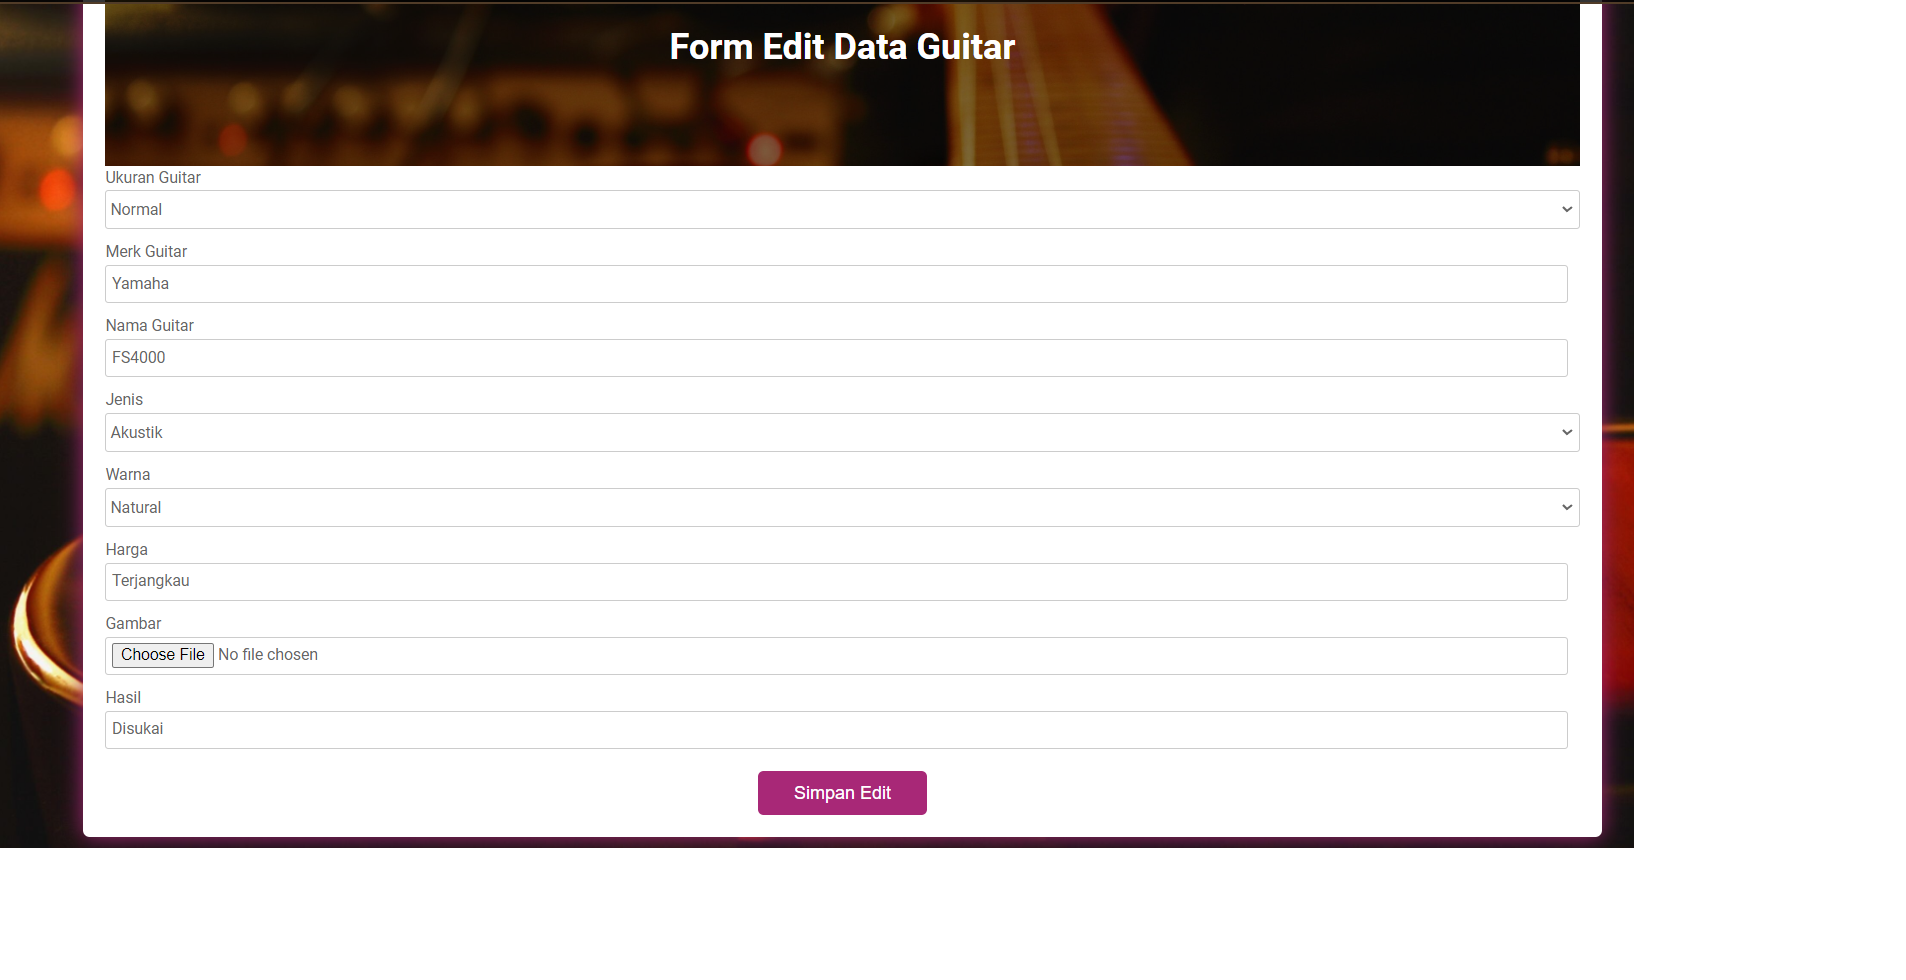 Form Edit Data Guitar
Ukuran Guitar
Normal
Merk Guitar
Yamaha
Nama Guitar
FS4000
Jenis
Akustik
Warna
Natural
Harga
Terjangkau
Gambar
Choose File No file chosen
Hasil
Disukai
Simpan Edit